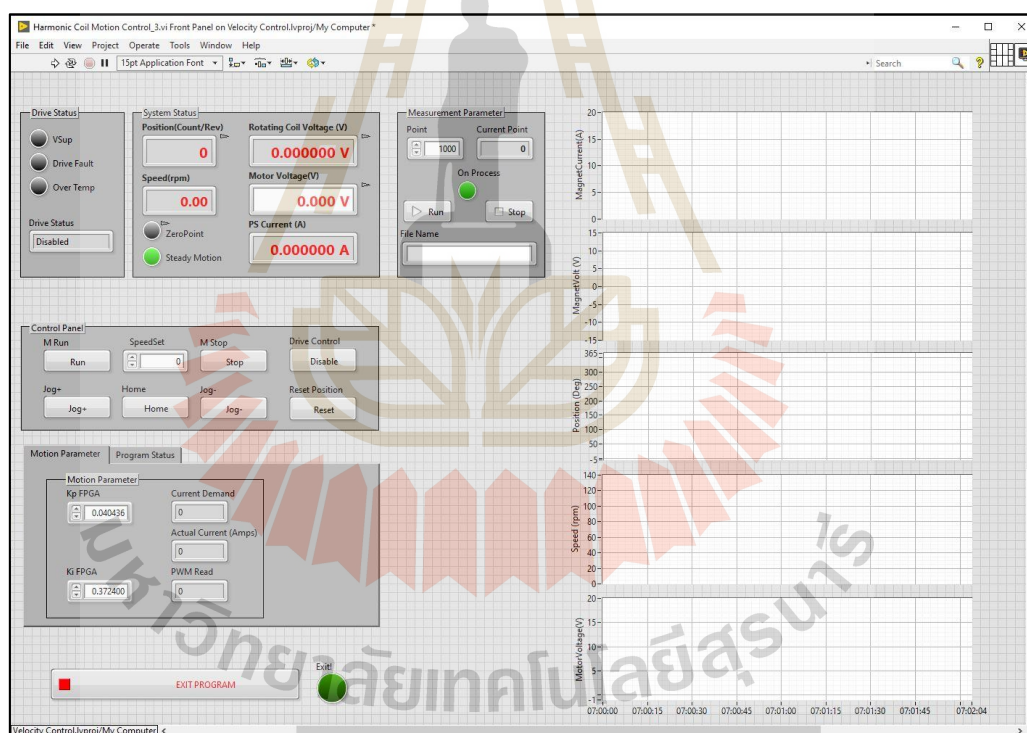 Harmonic Coil Motion Control_3.vi Front Panel on Velocity Control.lvproj/My Computer *
File Edit View Project Operate Tools Window Help
15pt Application Font
Search
Drive Status
VSup
Drive Fault
Over Temp
Drive Status
Disabled
System Status
Position(Count/Rev)
0
Speed(rpm)
0.00
ZeroPoint
Steady Motion
Rotating Coil Voltage (V)
0.000000 V
Motor Voltage(V)
0.000 V
PS Current (A)
0.000000 A
Measurement Parameter
Point
1000
Current Point
0
On Process
Run
Stop
File Name
Control Panel
M Run
SpeedSet
M Stop
Drive Control
Run
0
Stop
Disable
Jog+
Home
Jog-
Reset Position
Jog+
Home
Jog-
Reset
Motion Parameter
Program Status
Motion Parameter
Kp FPGA
0.040436
Ki FPGA
0.372400
Current Demand
0
Actual Current (Amps)
0
PWM Read
0
EXIT PROGRAM
Exit!
MagnetCurrent(A)
20
15
10
5
0
MagnetVolt (V)
15
10
5
0
-5
-10
-15
Position (Deg)
365
300
250
200
150
100
50
-5
Speed (rpm)
140
120
100
80
60
40
20
0
MotorVoltage(V)
20
15
10
5
-1
07:00:00 07:00:15 07:00:30 07:00:45 07:01:00 07:01:15 07:01:30 07:01:45 07:02:04
Velocity Control.lvproj/My Computer
มหาวิทยาลัยเทคโนโลยีสุรนารี